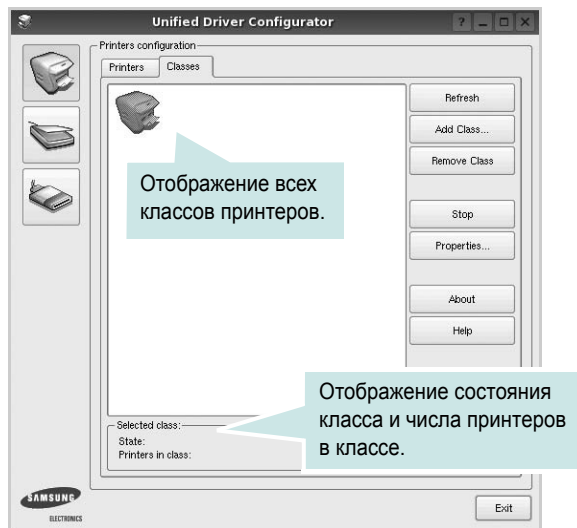 Unified Driver Configurator
Printers configuration
Printers
Classes
Refresh
Add Class...
Remove Class
Отображение всех
классов принтеров.
Stop
Properties...
About
Help
Отображение состояния
класса и числа принтеров
в классе.
Selected class:
State:
Printers in class:
SAMSUNG
ELECTRONICS
Exit